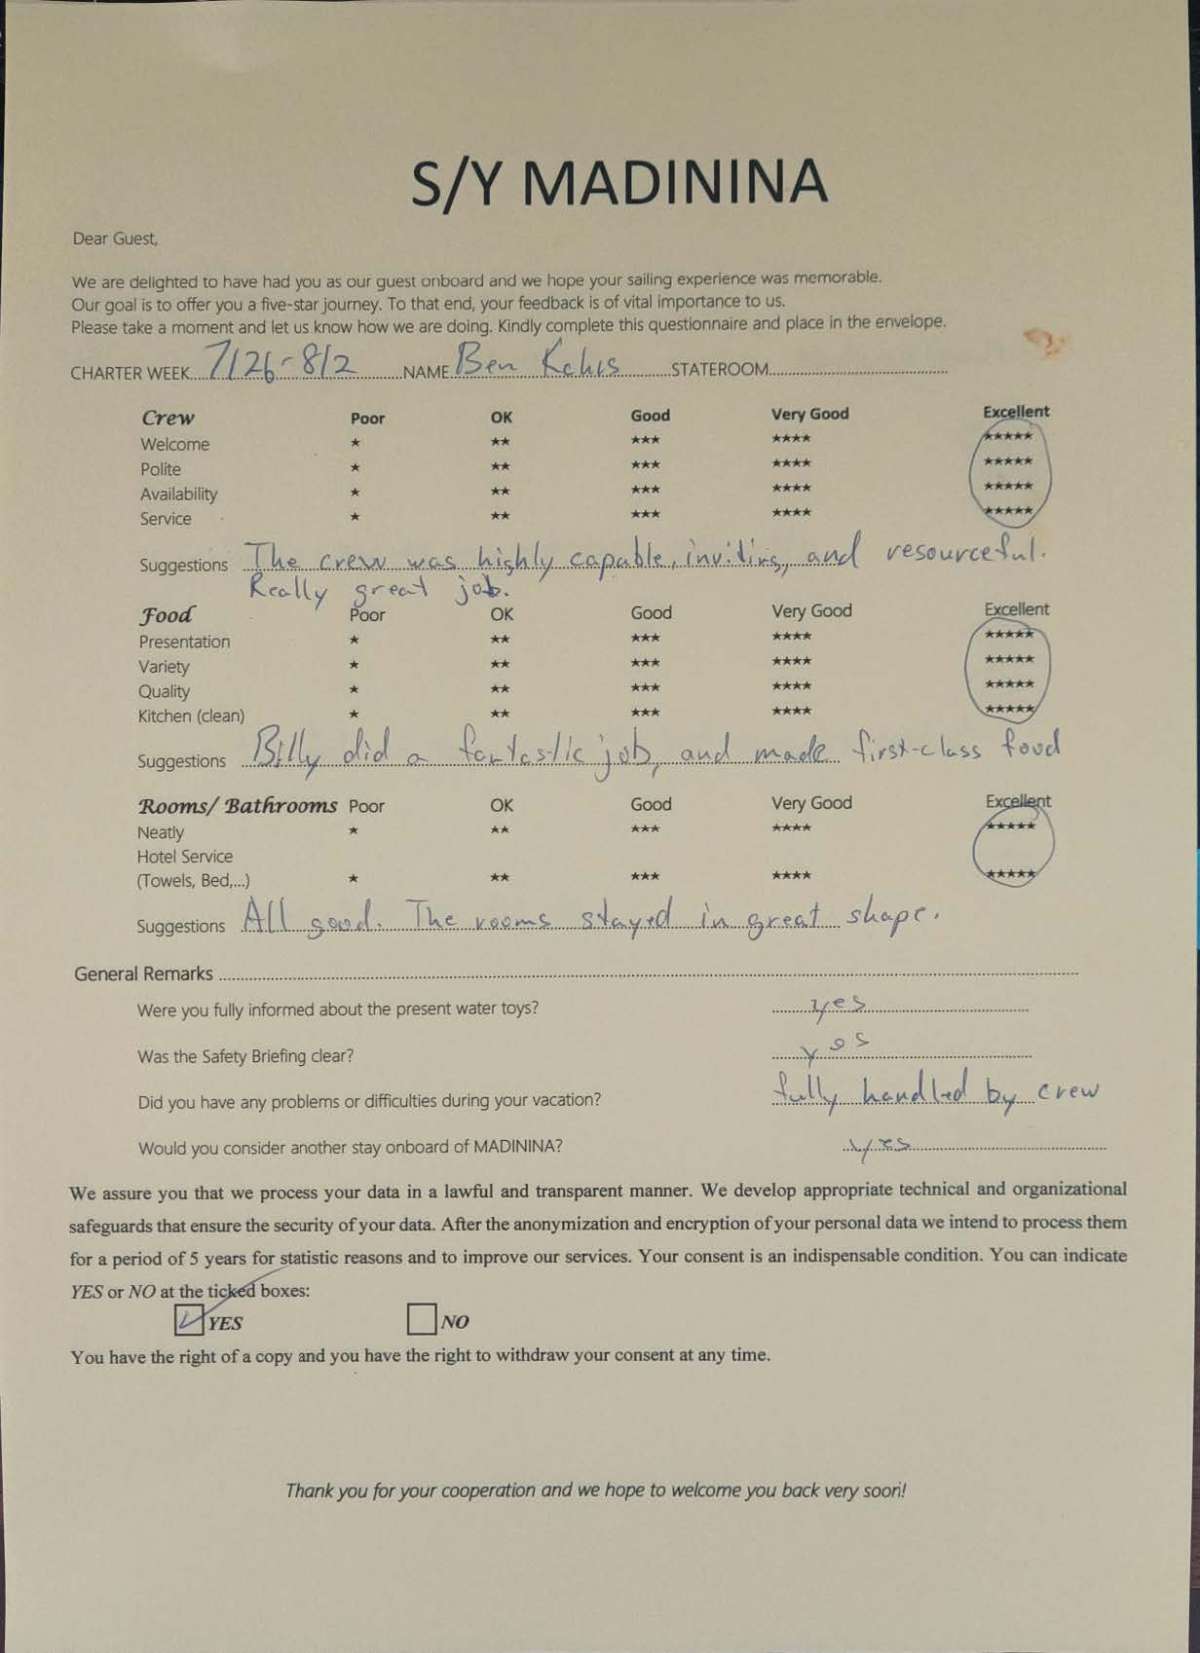 S/Y MADININA
Dear Guest,
We are delighted to have had you as our guest onboard and we hope your sailing experience was memorable.
Our goal is to offer you a five-star journey. To that end, your feedback is of vital importance to us.
Please take a moment and let us know how we are doing. Kindly complete this questionnaire and place in the envelope.
CHARTER WEEK 7/26-8/2 NAME Ben STATEROOM
Crew Poor OK Good Very Good Excellent
Welcome ★ ★★ ★★★ ★★★★ ★★★★★
Polite ★ ★★ ★★★ ★★★★ ★★★★★
Availability ★ ★★ ★★★ ★★★★ ★★★★★
Service ★ ★★ ★★★ ★★★★ ★★★★★
Suggestions The crew was highly capable, inviting, and resourceful.
Really great job.
Food Poor OK Good Very Good Excellent
Presentation ★ ★★ ★★★ ★★★★ ★★★★★
Variety ★ ★★ ★★★ ★★★★ ★★★★★
Quality ★ ★★ ★★★ ★★★★ ★★★★★
Kitchen (clean) ★ ★★ ★★★ ★★★★ ★★★★★
Suggestions Billy did a fantastic job, and made first-class food
Rooms/ Bathrooms Poor OK Good Very Good Excellent
Neatly ★ ★★ ★★★ ★★★★ ★★★★★
Hotel Service
(Towels, Bed,...) ★ ★★ ★★★ ★★★★ ★★★★★
Suggestions All good. The rooms stayed in great shape.
General Remarks
Were you fully informed about the present water toys? yes
Was the Safety Briefing clear? yes
Did you have any problems or difficulties during your vacation? fully handled by crew
Would you consider another stay onboard of MADININA? yes
We assure you that we process your data in a lawful and transparent manner. We develop appropriate technical and organizational
safeguards that ensure the security of your data. After the anonymization and encryption of your personal data we intend to process them
for a period of 5 years for statistic reasons and to improve our services. Your consent is an indispensable condition. You can indicate
YES or NO at the ticked boxes:
YES NO
You have the right of a copy and you have the right to withdraw your consent at any time.
Thank you for your cooperation and we hope to welcome you back very soon!